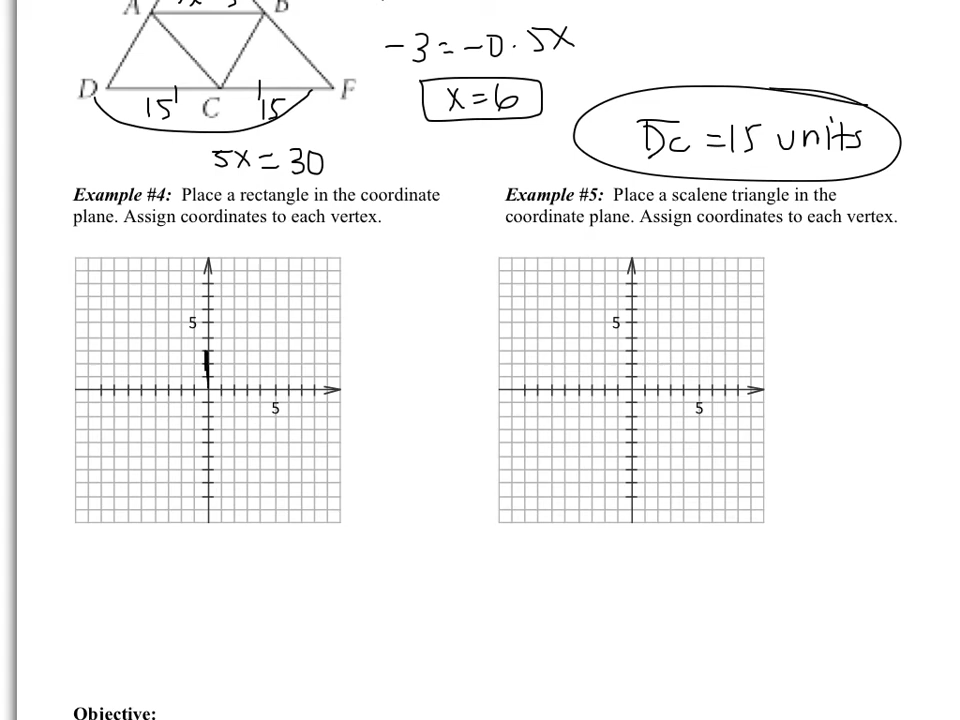 A B
-3=-0.5x
D 15 C 15 F
x=6
DC=15 units
5x=30
Example #4: Place a rectangle in the coordinate
plane. Assign coordinates to each vertex.
5
5
Example #5: Place a scalene triangle in the
coordinate plane. Assign coordinates to each vertex.
5
5
Objective: